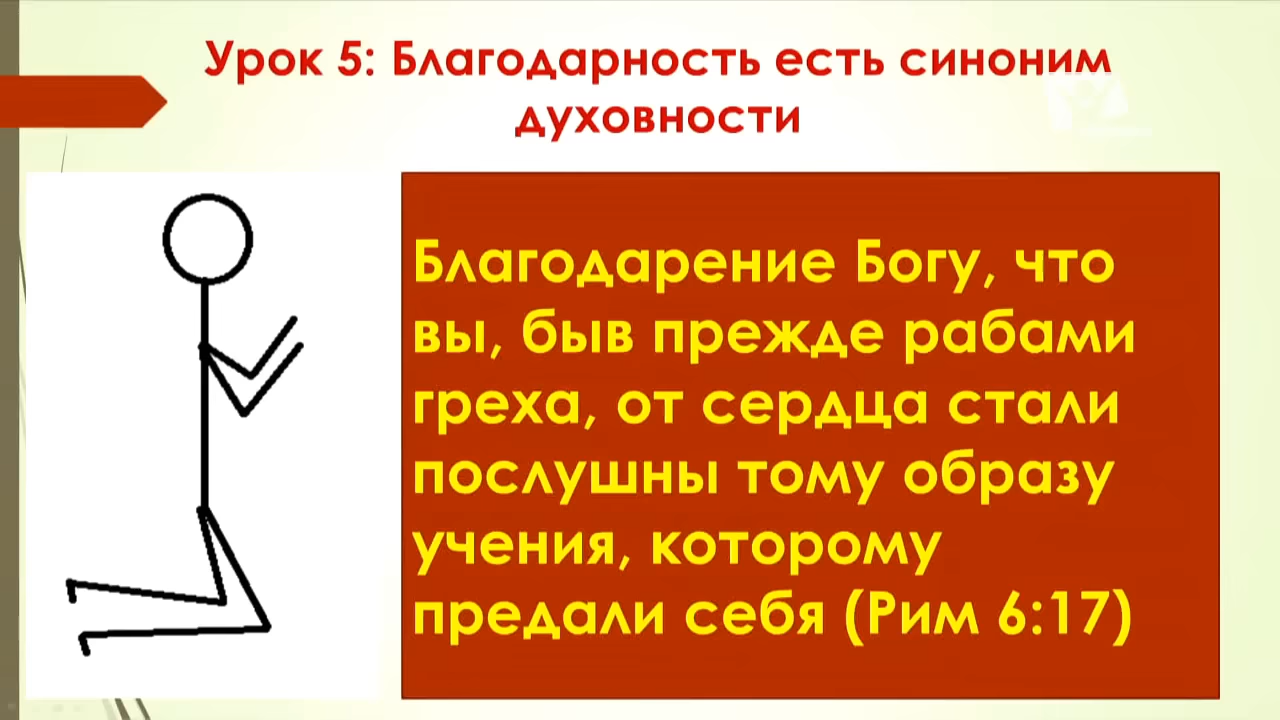 Урок 5: Благодарность есть синоним
духовности
Благодарение Богу, что
вы, быв прежде рабами
греха, от сердца стали
послушны тому образу
учения, которому
предали себя (Рим 6:17)